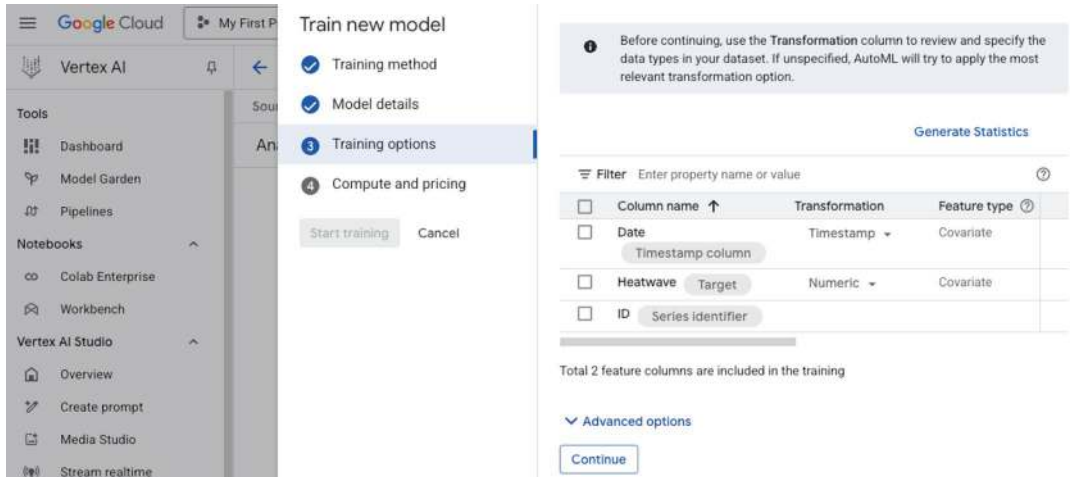 Google Cloud
My First P
Vertex AI
Tools
Dashboard
Model Garden
Pipelines
Notebooks
Colab Enterprise
Workbench
Vertex AI Studio
Overview
Create prompt
Media Studio
Stream realtime
Sour
Ana
Train new model
Training method
Model details
3 Training options
4 Compute and pricing
Start training Cancel
Before continuing, use the Transformation column to review and specify the
data types in your dataset. If unspecified, AutoML will try to apply the most
relevant transformation option.
Generate Statistics
Filter Enter property name or value
Column name Transformation Feature type
Date Timestamp Covariate
Timestamp column
Heatwave Target Numeric Covariate
ID Series identifier
Total 2 feature columns are included in the training
Advanced options
Continue